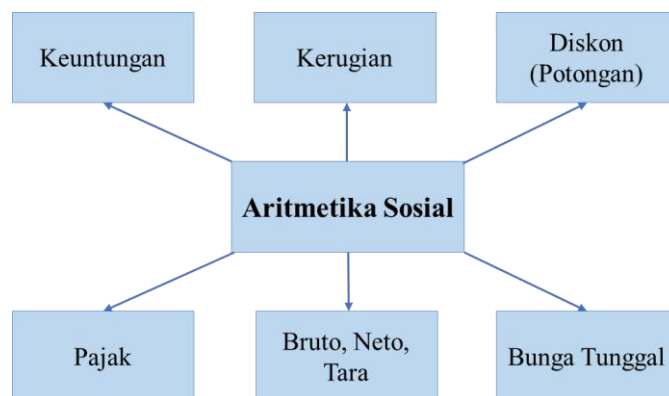 Keuntungan
Kerugian
Diskon
(Potongan)
Aritmetika Sosial
Pajak
Bruto, Neto,
Tara
Bunga Tunggal